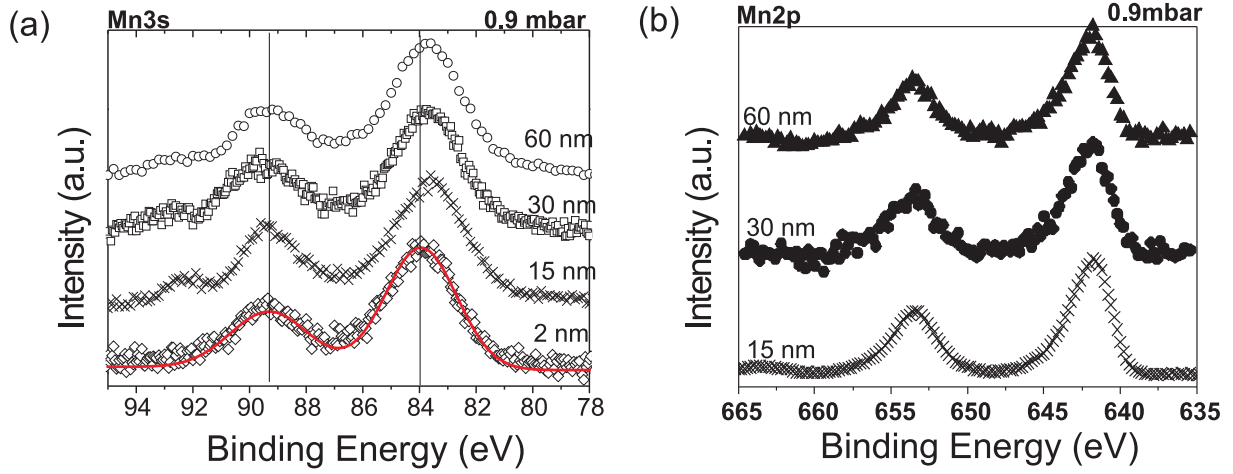 (a)
Mn3s 0.9 mbar
60 nm
30 nm
15 nm
2 nm
Intensity (a.u.)
94 92 90 88 86 84 82 80 78
Binding Energy (eV)
(b)
Mn2p 0.9mbar
60 nm
30 nm
15 nm
Intensity (a.u.)
665 660 655 650 645 640 635
Binding Energy (eV)